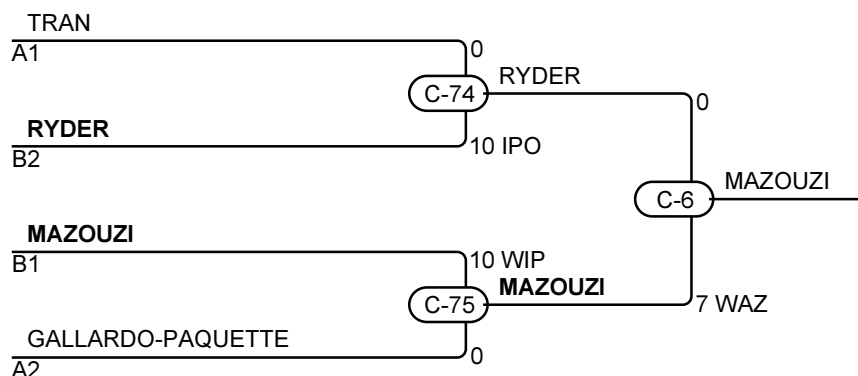 TRAN
A1
0
C-74
RYDER
0
RYDER
B2
10 IPO
C-6
MAZOUZI
MAZOUZI
B1
10 WIP
C-75
MAZOUZI
7 WAZ
GALLARDO-PAQUETTE
A2
0